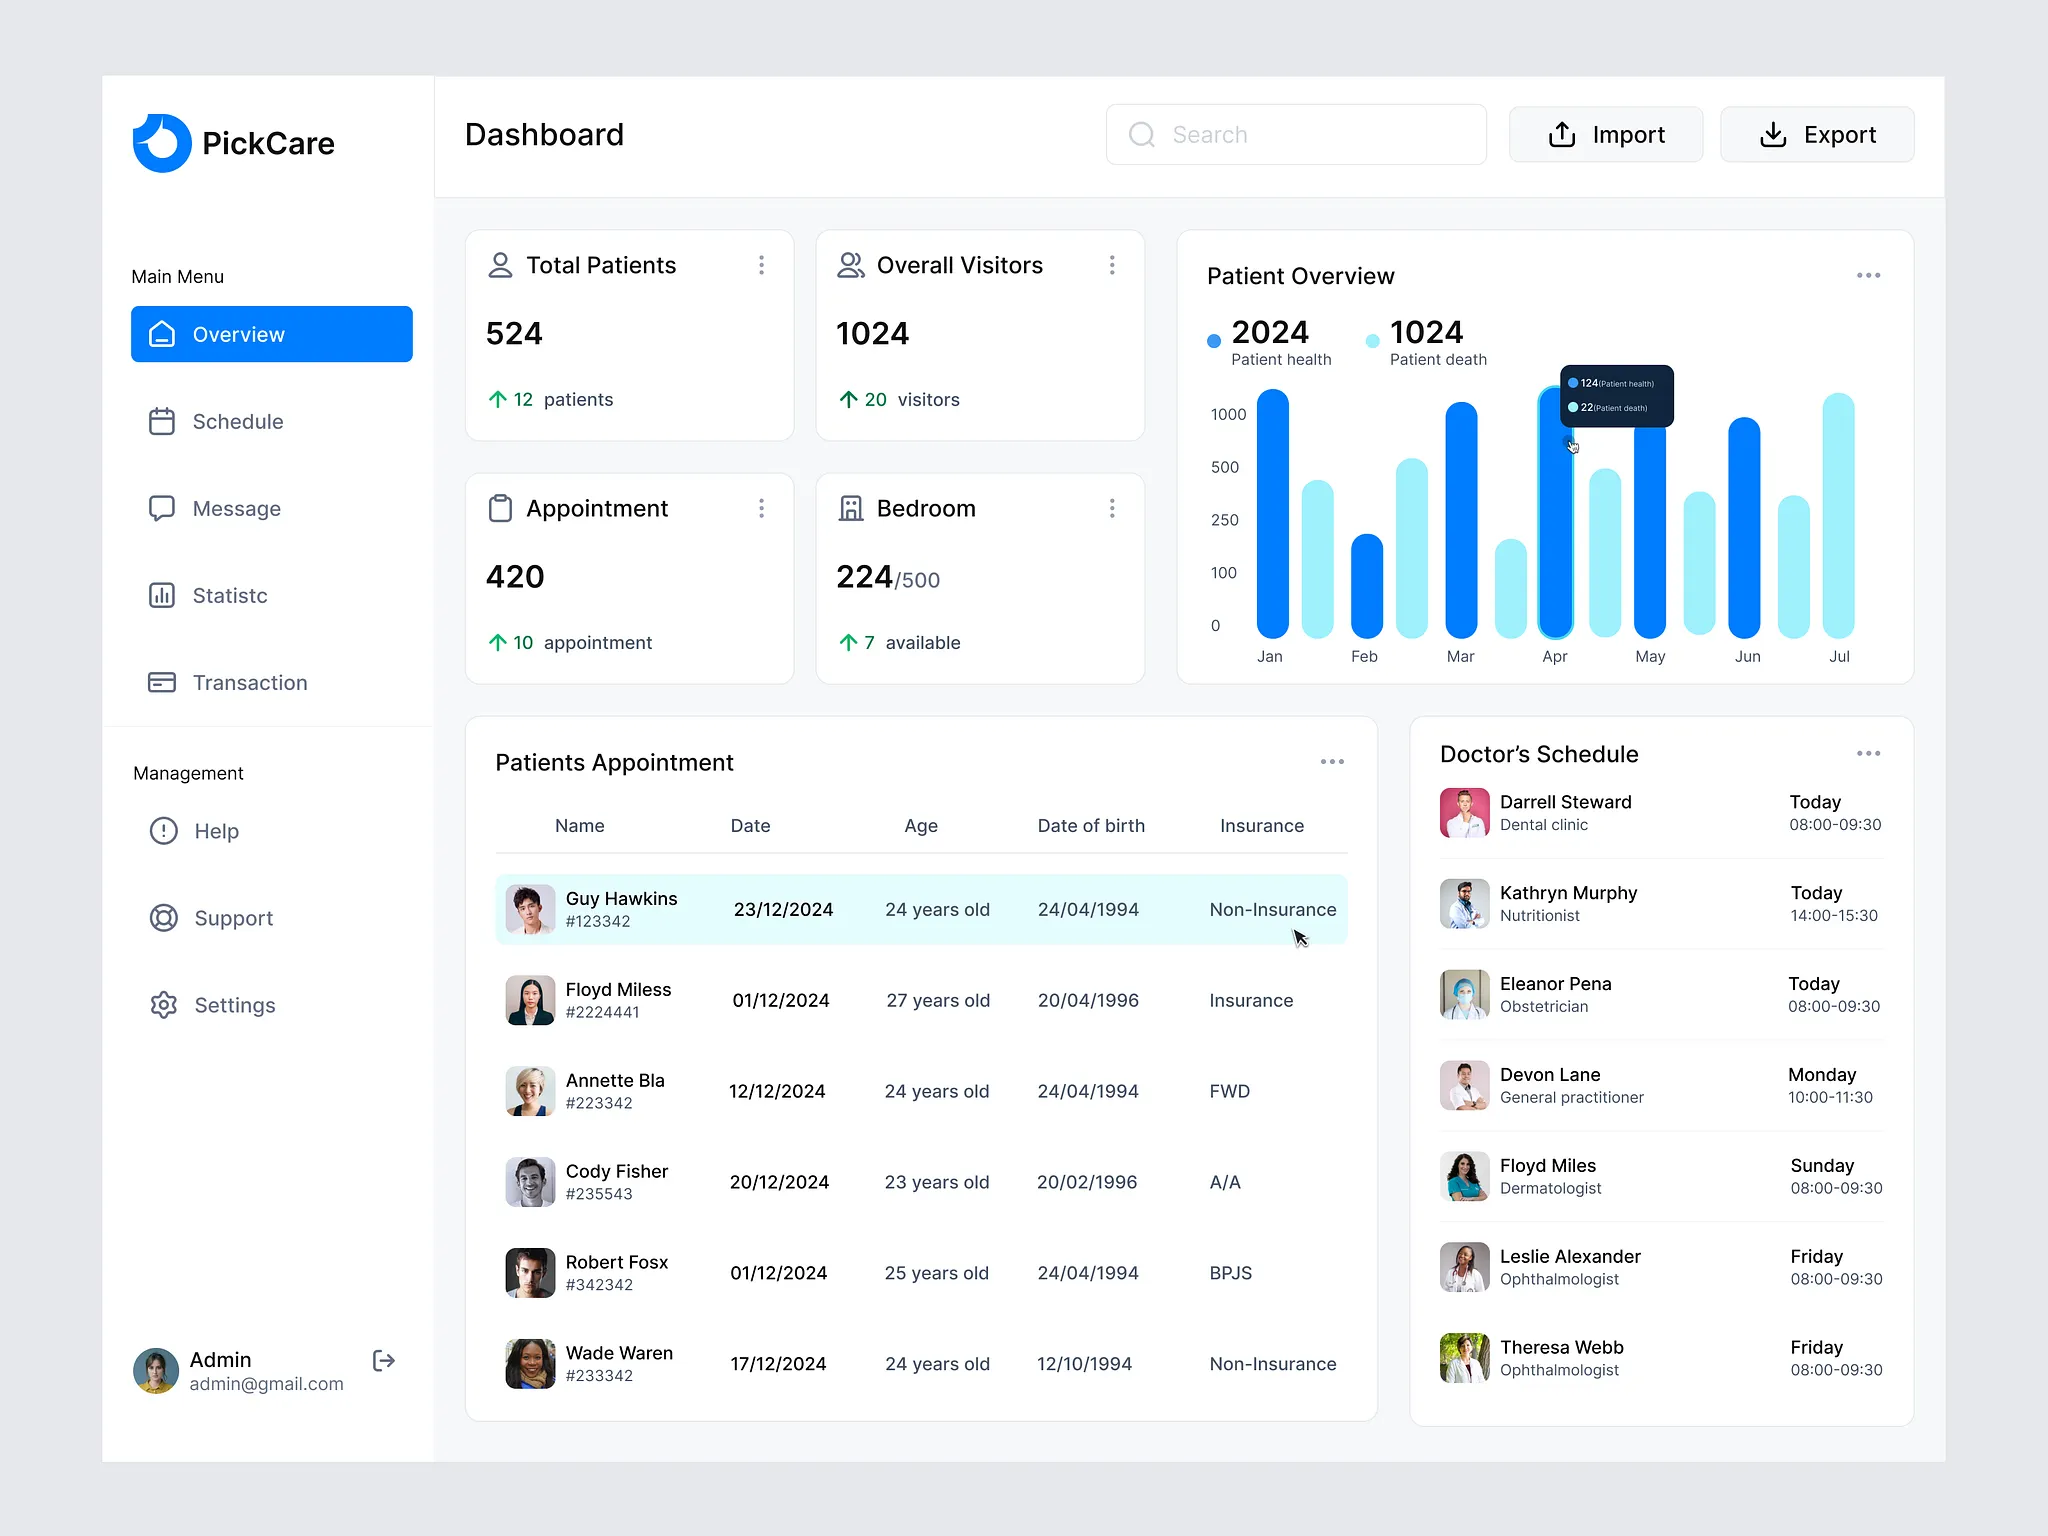 PickCare
Main Menu
Overview
Schedule
Message
Statistc
Transaction
Management
Help
Support
Settings
Admin
admin@gmail.com
Dashboard
Search
Import
Export
Total Patients
524
12 patients
Overall Visitors
1024
20 visitors
Appointment
420
10 appointment
Bedroom
224/500
7 available
Patient Overview
2024
Patient health
1024
Patient death
124(Patient health)
22(Patient death)
1000
500
250
100
0
Jan Feb Mar Apr May Jun Jul
Patients Appointment
Name Date Age Date of birth Insurance
Guy Hawkins
#123342
23/12/2024 24 years old 24/04/1994 Non-Insurance
Floyd Miless
#2224441
01/12/2024 27 years old 20/04/1996 Insurance
Annette Bla
#223342
12/12/2024 24 years old 24/04/1994 FWD
Cody Fisher
#235543
20/12/2024 23 years old 20/02/1996 A/A
Robert Fosx
#342342
01/12/2024 25 years old 24/04/1994 BPJS
Wade Waren
#233342
17/12/2024 24 years old 12/10/1994 Non-Insurance
Doctor’s Schedule
Darrell Steward Today
Dental clinic 08:00-09:30
Kathryn Murphy Today
Nutritionist 14:00-15:30
Eleanor Pena Today
Obstetrician 08:00-09:30
Devon Lane Monday
General practitioner 10:00-11:30
Floyd Miles Sunday
Dermatologist 08:00-09:30
Leslie Alexander Friday
Ophthalmologist 08:00-09:30
Theresa Webb Friday
Ophthalmologist 08:00-09:30